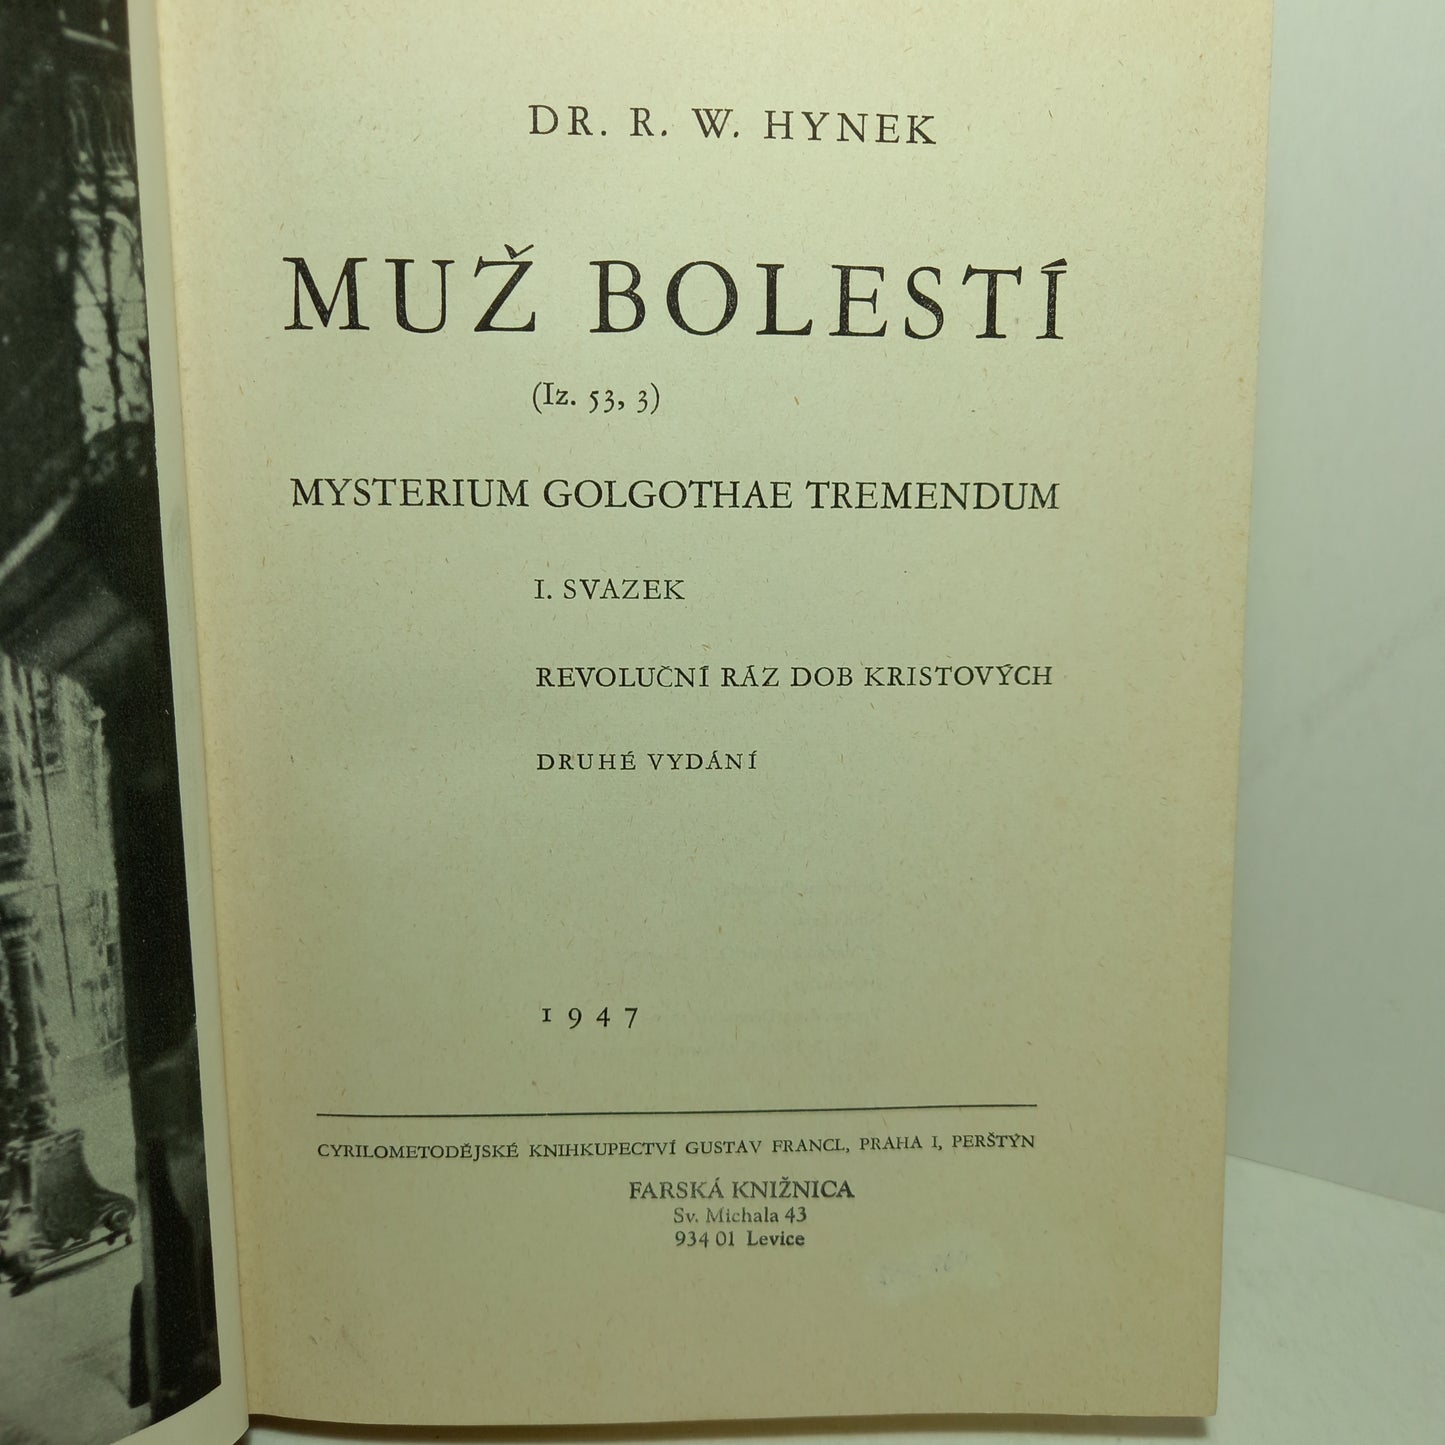 DR. R. W. HYNEK
MUŽ BOLESTÍ
(Iz. 53, 3)
MYSTERIUM GOLGOTHAE TREMENDUM
I. SVAZEK
REVOLUČNÍ RÁZ DOB KRISTOVÝCH
DRUHÉ VYDÁNÍ
1947
CYRILOMETODĚJSKÉ KNIHKUPECTVÍ GUSTAV FRANCL, PRAHA I, PERŠTÝN
FARSKÁ KNIŽNICA
Sv. Michala 43
934 01 Levice